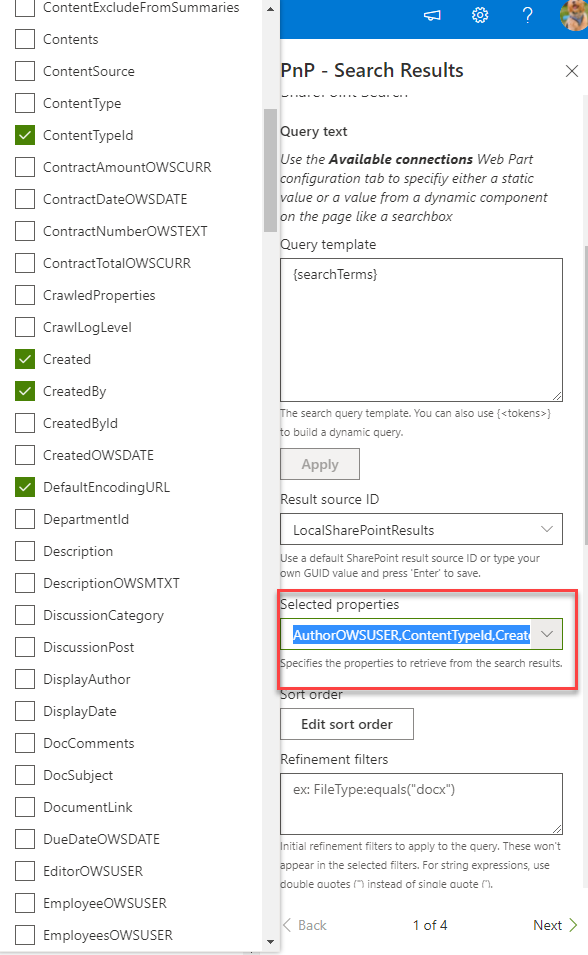 ContentExcludeFromSummaries
Contents
ContentSource
ContentType
ContentTypeId
ContractAmountOWSCURR
ContractDateOWSDATE
ContractNumberOWSTEXT
ContractTotalOWSCURR
CrawledProperties
CrawlLogLevel
Created
CreatedBy
CreatedById
CreatedOWSDATE
DefaultEncodingURL
DepartmentId
Description
DescriptionOWSMTXT
DiscussionCategory
DiscussionPost
DisplayAuthor
DisplayDate
DocComments
DocSubject
DocumentLink
DueDateOWSDATE
EditorOWSUSER
EmployeeOWSUSER
EmployeesOWSUSER
?
PnP - Search Results
SharePoint Search
Query text
Use the Available connections Web Part
configuration tab to specifiy either a static
value or a value from a dynamic component
on the page like a searchbox
Query template
{searchTerms}
The search query template. You can also use {<tokens>}
to build a dynamic query.
Apply
Result source ID
LocalSharePointResults
Use a default SharePoint result source ID or type your
own GUID value and press 'Enter' to save.
Selected properties
AuthorOWSUSER,ContentTypeId,Create
Specifies the properties to retrieve from the search results.
Sort order
Edit sort order
Refinement filters
ex: FileType:equals("docx")
Initial refinement filters to apply to the query. These won't
appear in the selected filters. For string expressions, use
double quotes (") instead of single quote (').
Back
1 of 4
Next